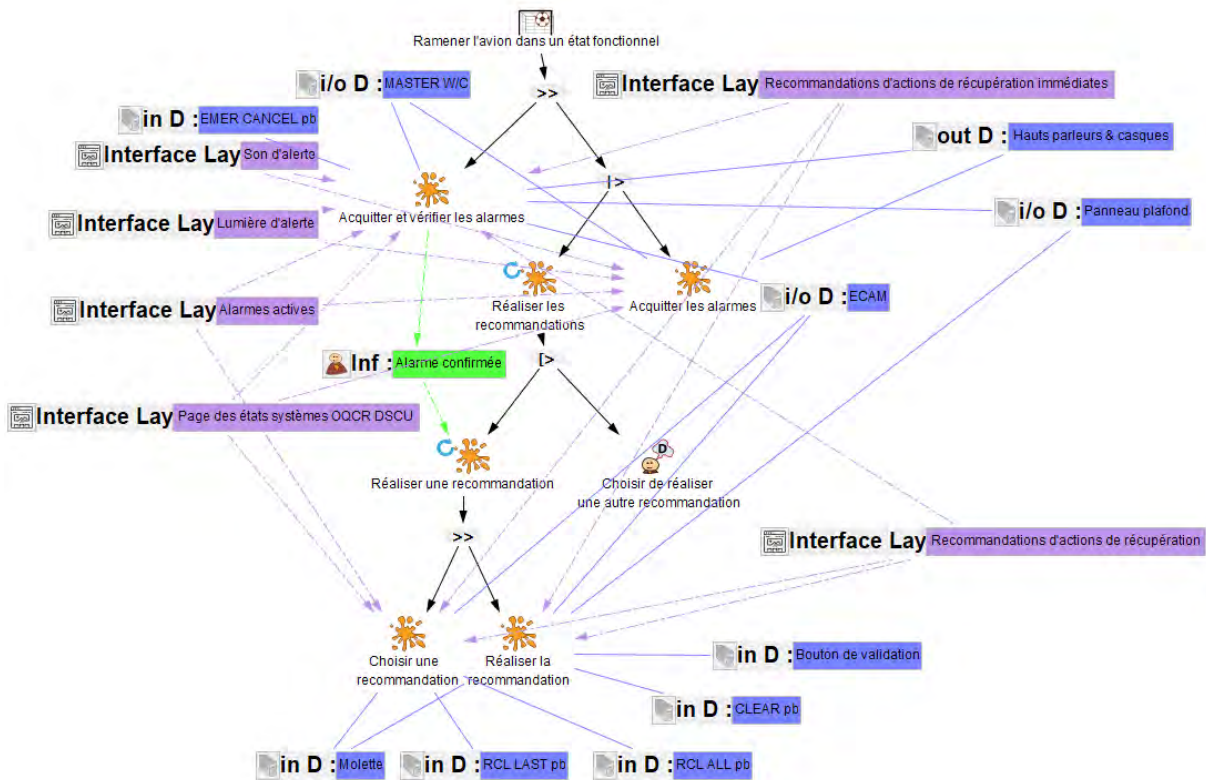 Ramener l'avion dans un état fonctionnel
>>
i/o D : MASTER W/C
Interface Lay Recommandations d'actions de récupération immédiates
in D : EMER CANCEL pb
out D : Hauts parleurs & casques
Interface Lay Son d'alerte
|>
Acquitter et vérifier les alarmes
i/o D : Panneau plafond
Interface Lay Lumière d'alerte
Réaliser les
recommandations
Acquitter les alarmes
i/o D : ECAM
Interface Lay Alarmes actives
Inf : Alarme confirmée
[>
Interface Lay Page des états systèmes OQCR DSCU
D
Réaliser une recommandation
Choisir de réaliser
une autre recommandation
>>
Interface Lay Recommandations d'actions de récupération
Choisir une
recommandation
Réaliser la
recommandation
in D : Bouton de validation
in D : CLEAR pb
in D : Molette
in D : RCL LAST pb
in D : RCL ALL pb